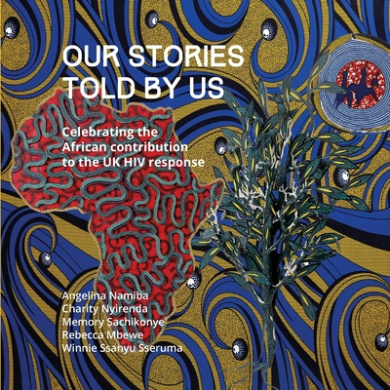 OUR STORIES
TOLD BY US
Celebrating the
African contribution
to the UK HIV response
Angelina Namiba
Charity Nyirenda
Memory Sachikonye
Rebecca Mbewe
Winnie Ssanyu Sseruma